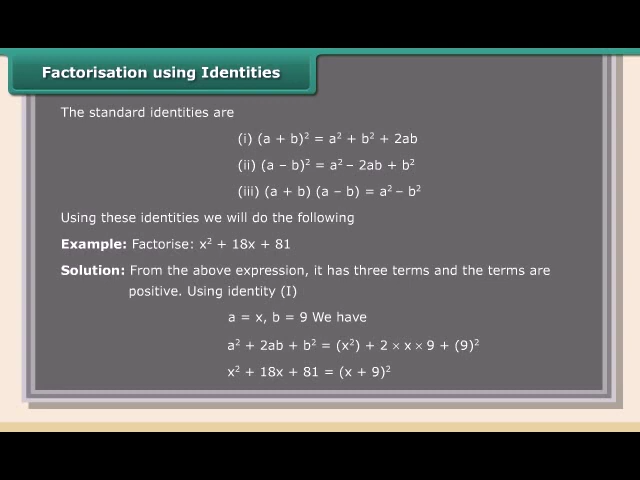 Factorisation using Identities
The standard identities are
(i) (a + b)² = a² + b² + 2ab
(ii) (a – b)² = a² – 2ab + b²
(iii) (a + b) (a – b) = a² – b²
Using these identities we will do the following
Example: Factorise: x² + 18x + 81
Solution: From the above expression, it has three terms and the terms are
positive. Using identity (I)
a = x, b = 9 We have
a² + 2ab + b² = (x²) + 2 × x × 9 + (9)²
x² + 18x + 81 = (x + 9)²